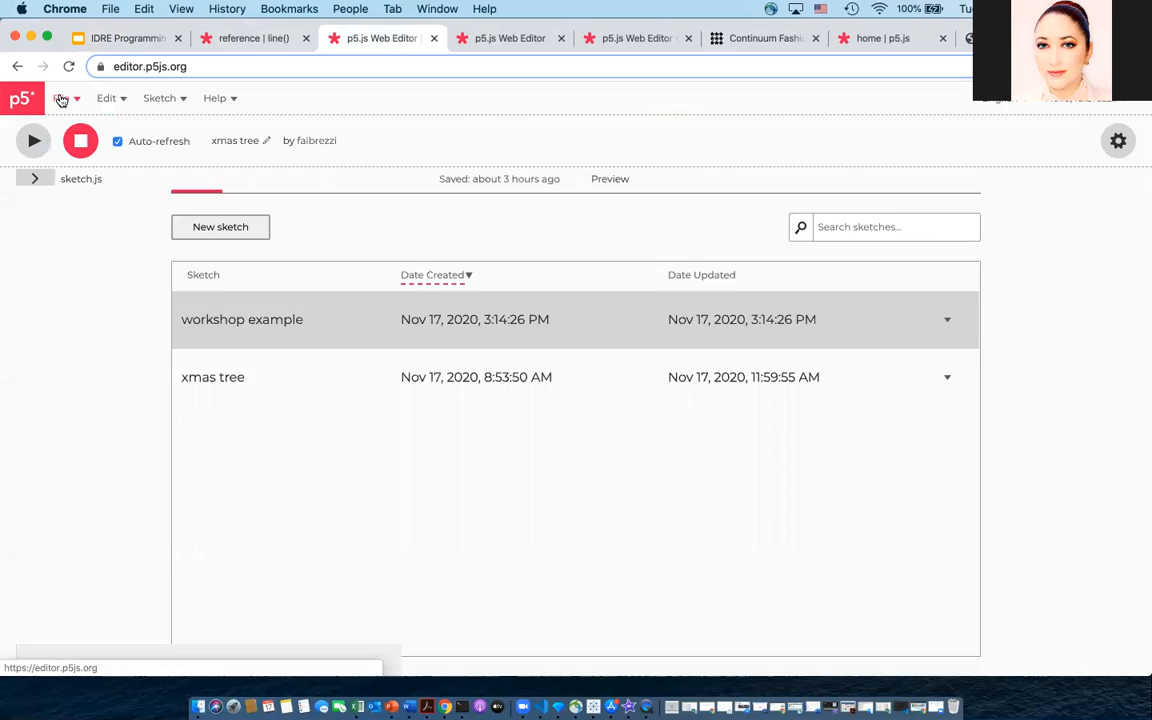 Chrome File Edit View History Bookmarks People Tab Window Help 100%
IDRE Programmin reference | line() p5.js Web Editor | p5.js Web Editor p5.js Web Editor Continuum Fashi home | p5.js
editor.p5js.org
p5* Edit Sketch Help
Auto-refresh xmas tree by falbrezzi
sketch.js Saved: about 3 hours ago Preview
New sketch Search sketches...
Sketch Date Created Date Updated
workshop example Nov 17, 2020, 3:14:26 PM Nov 17, 2020, 3:14:26 PM
xmas tree Nov 17, 2020, 8:53:50 AM Nov 17, 2020, 11:59:55 AM
https://editor.p5js.org